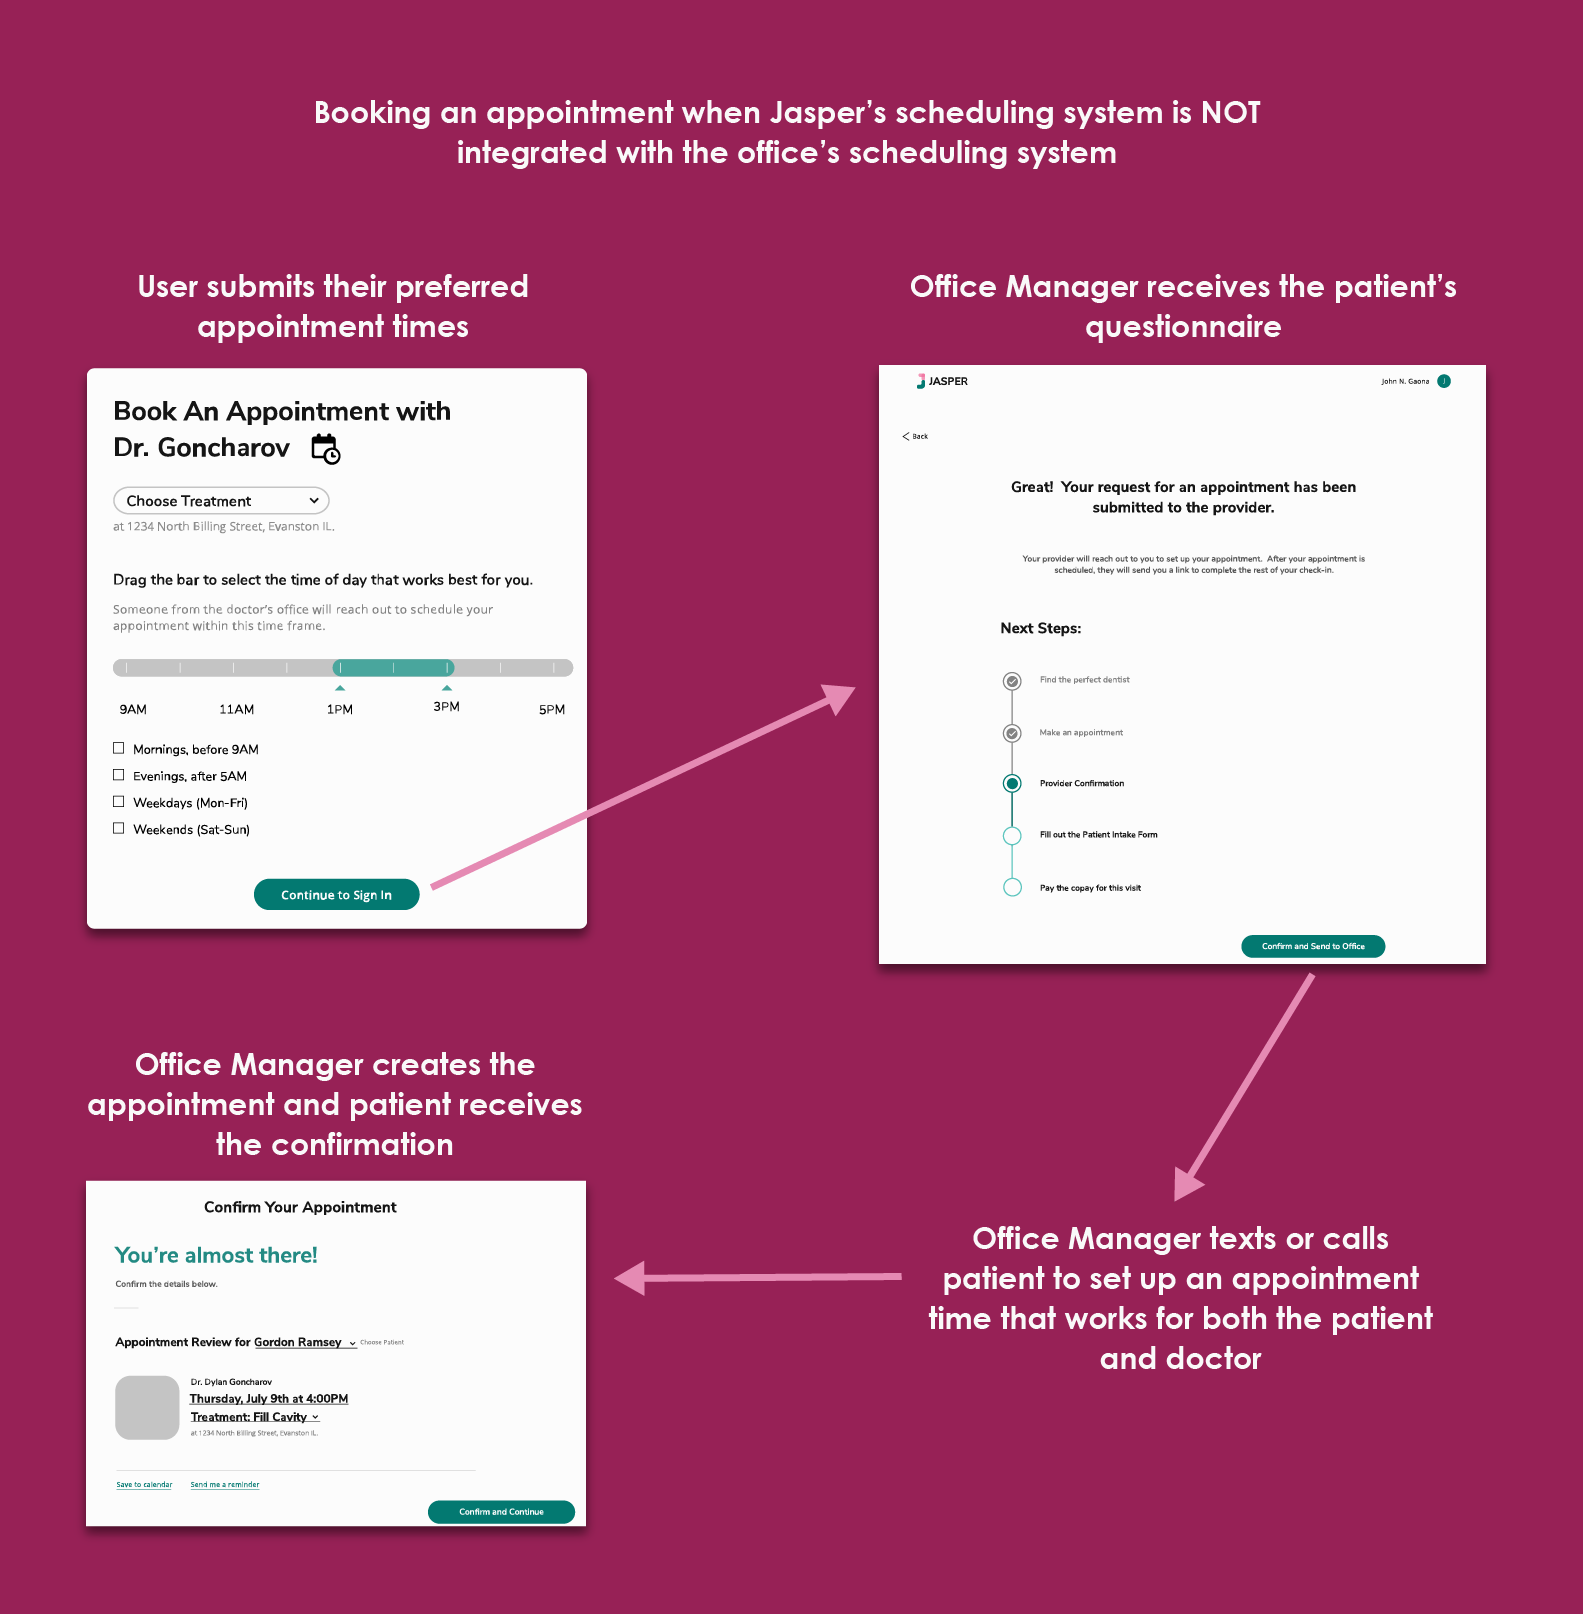 Booking an appointment when Jasper's scheduling system is NOT
integrated with the office's scheduling system
User submits their preferred
appointment times
Book An Appointment with
Dr. Goncharov
Choose Treatment
at 1234 North Billing Street, Evanston IL.
Drag the bar to select the time of day that works best for you.
Someone from the doctor's office will reach out to schedule your
appointment within this time frame.
9AM 11AM 1PM 3PM 5PM
Mornings, before 9AM
Evenings, after 5AM
Weekdays (Mon-Fri)
Weekends (Sat-Sun)
Continue to Sign In
Office Manager receives the patient's
questionnaire
JASPER
John N. Gaona
J
Back
Great! Your request for an appointment has been
submitted to the provider.
Your provider will reach out to you to set up your appointment. After your appointment is
scheduled, they will send you a link to complete the rest of your check-in.
Next Steps:
Find the perfect dentist
Make an appointment
Provider Confirmation
Fill out the Patient Intake Form
Pay the copay for this visit
Confirm and Send to Office
Office Manager texts or calls
patient to set up an appointment
time that works for both the patient
and doctor
Office Manager creates the
appointment and patient receives
the confirmation
Confirm Your Appointment
You're almost there!
Confirm the details below.
Appointment Review for Gordon Ramsey Choose Patient
Dr. Dylan Goncharov
Thursday, July 9th at 4:00PM
Treatment: Fill Cavity
at 1234 North Billing Street, Evanston IL.
Save to calendar Send me a reminder
Confirm and Continue